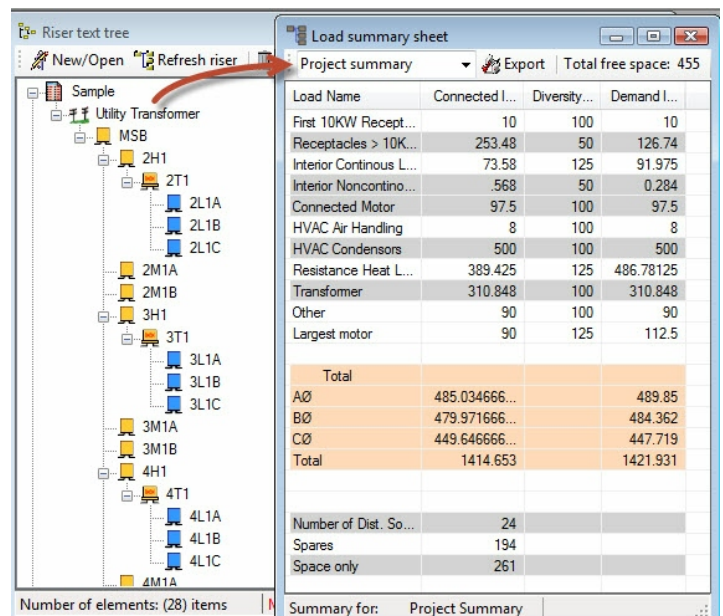 Riser text tree
New/Open Refresh riser
Sample
Utility Transformer
MSB
2H1
2T1
2L1A
2L1B
2L1C
2M1A
2M1B
3H1
3T1
3L1A
3L1B
3L1C
3M1A
3M1B
4H1
4T1
4L1A
4L1B
4L1C
4M1A
Number of elements: (28) items
Load summary sheet
Project summary Export Total free space: 455
Load Name Connected l... Diversity... Demand l...
First 10KW Recept... 10 100 10
Receptacles > 10K... 253.48 50 126.74
Interior Continous L... 73.58 125 91.975
Interior Noncontino... .568 50 0.284
Connected Motor 97.5 100 97.5
HVAC Air Handling 8 100 8
HVAC Condensors 500 100 500
Resistance Heat L... 389.425 125 486.78125
Transformer 310.848 100 310.848
Other 90 100 90
Largest motor 90 125 112.5
Total
AØ 485.034666... 489.85
BØ 479.971666... 484.362
CØ 449.646666... 447.719
Total 1414.653 1421.931
Number of Dist. So... 24
Spares 194
Space only 261
Summary for: Project Summary